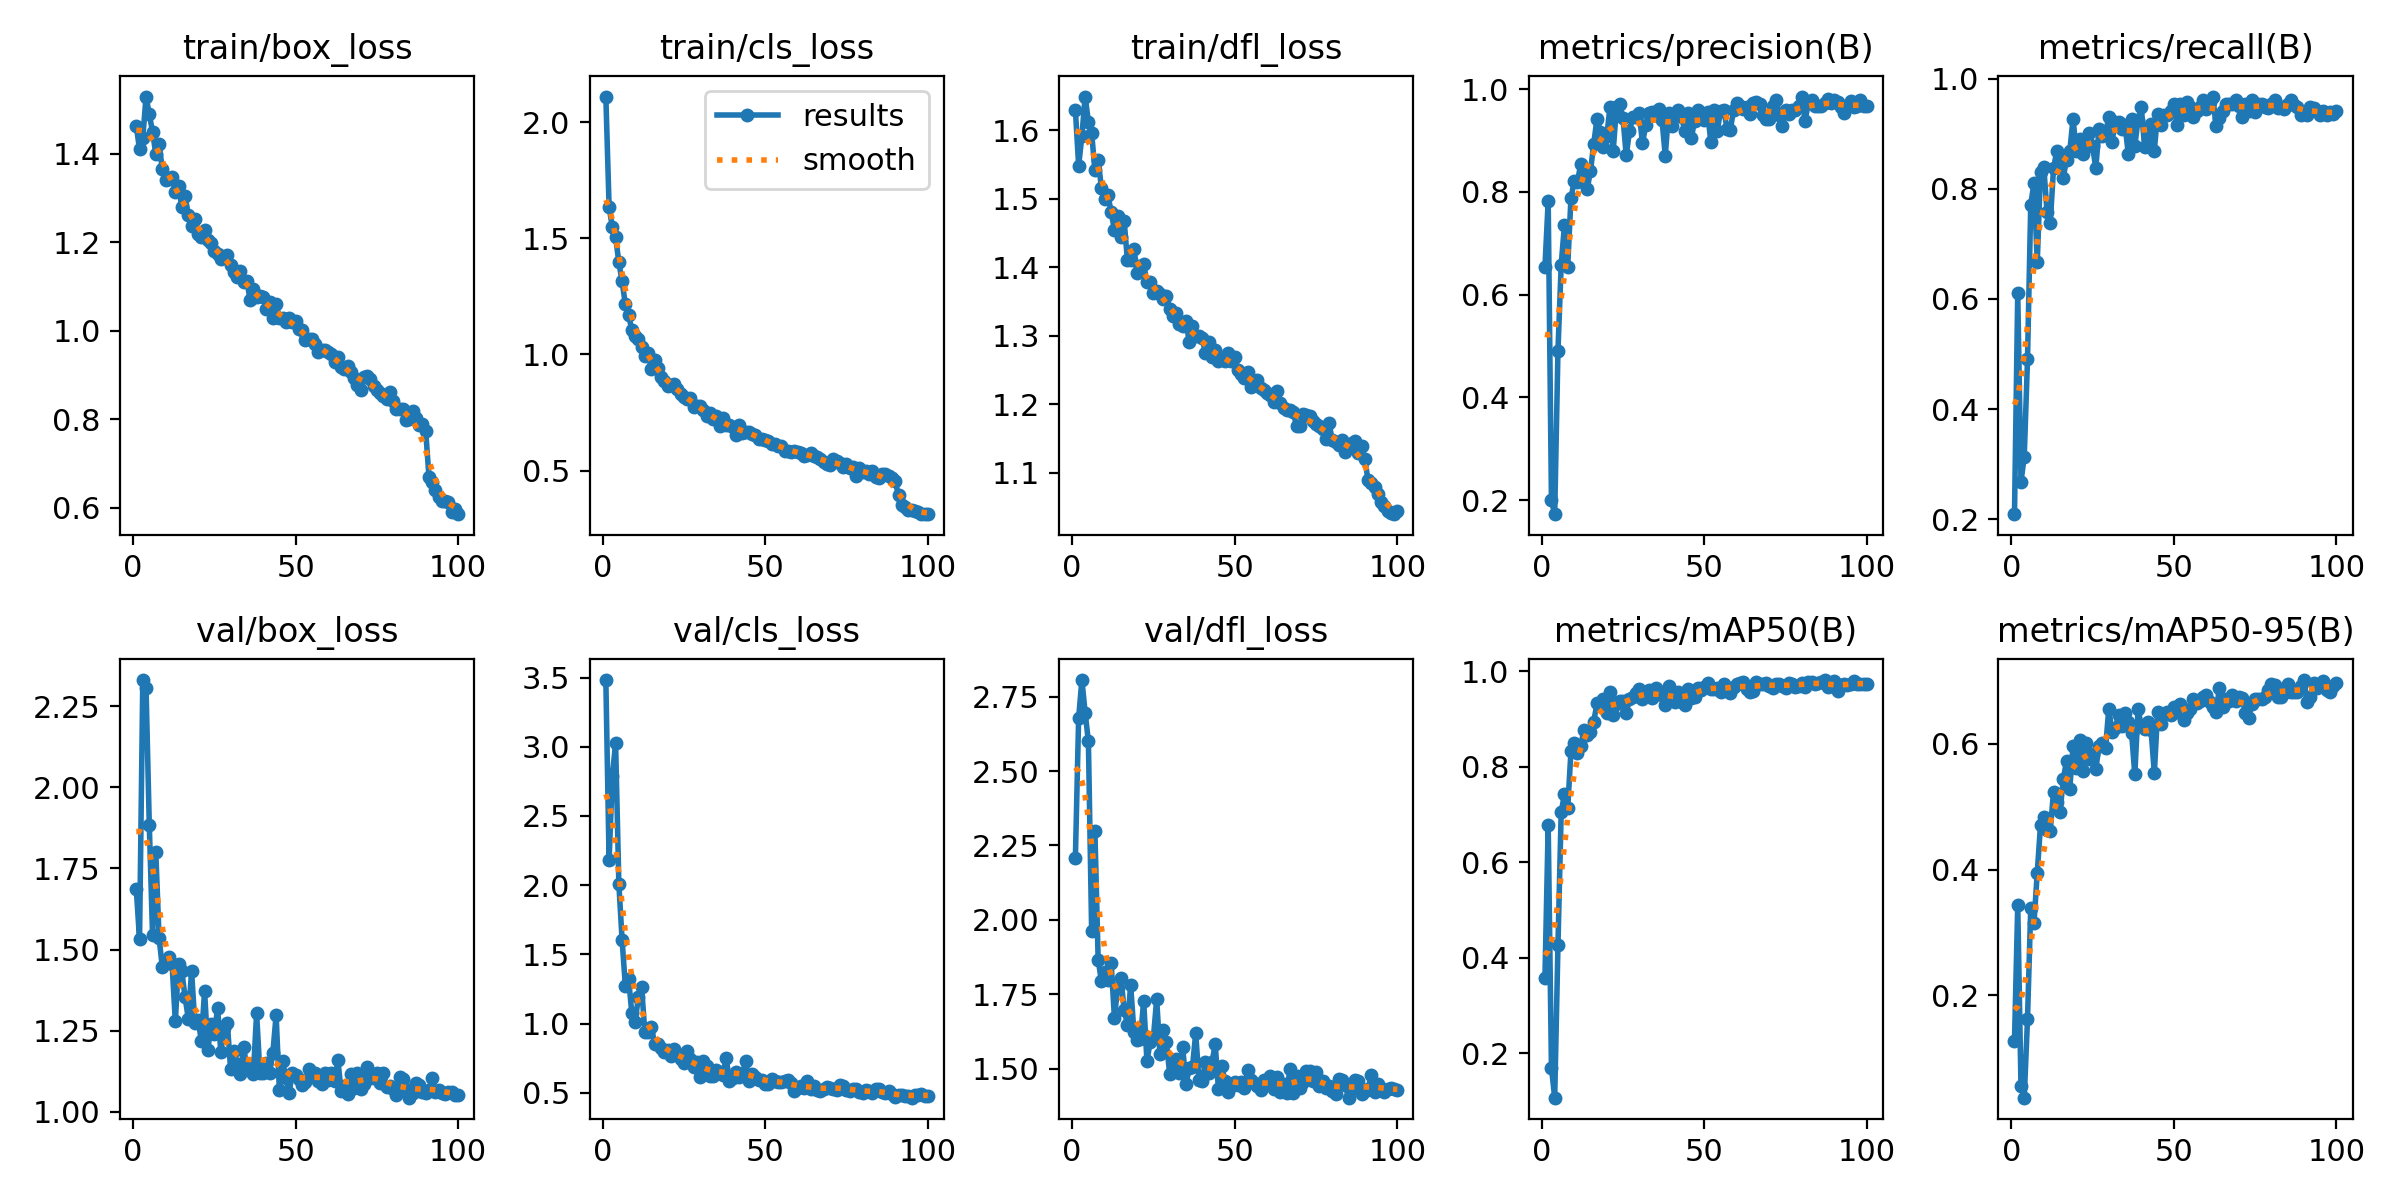 train/box_loss
train/cls_loss
train/dfl_loss
metrics/precision(B)
metrics/recall(B)
results
smooth
1.4
1.2
1.0
0.8
0.6
0 50 100
2.0
1.5
1.0
0.5
0 50 100
1.6
1.5
1.4
1.3
1.2
1.1
0 50 100
1.0
0.8
0.6
0.4
0.2
0 50 100
1.0
0.8
0.6
0.4
0.2
0 50 100
val/box_loss
val/cls_loss
val/dfl_loss
metrics/mAP50(B)
metrics/mAP50-95(B)
2.25
2.00
1.75
1.50
1.25
1.00
0 50 100
3.5
3.0
2.5
2.0
1.5
1.0
0.5
0 50 100
2.75
2.50
2.25
2.00
1.75
1.50
0 50 100
1.0
0.8
0.6
0.4
0.2
0 50 100
0.6
0.4
0.2
0 50 100